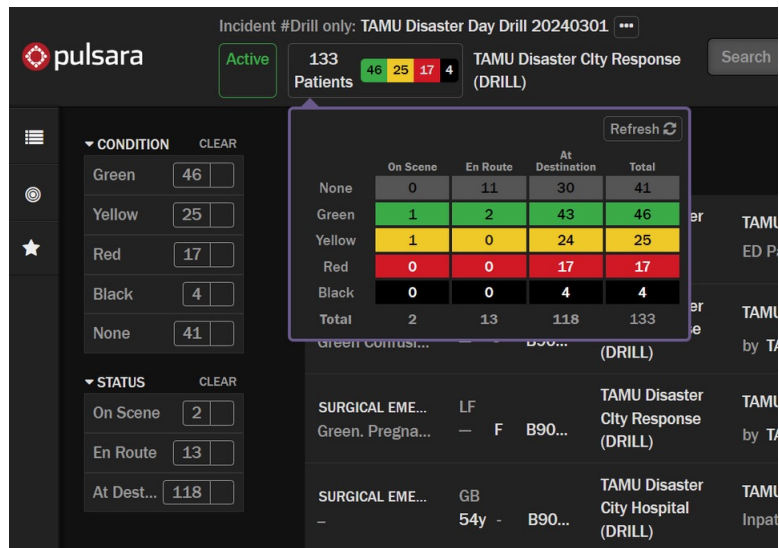 Incident #Drill only: TAMU Disaster Day Drill 20240301 •••
pulsara
Active
133
Patients
46 25 17 4
TAMU Disaster CIty Response
(DRILL)
Search
Refresh
On Scene En Route At Destination Total
None 0 11 30 41
Green 1 2 43 46
Yellow 1 0 24 25
Red 0 0 17 17
Black 0 0 4 4
Total 2 13 118 133
CONDITION CLEAR
Green 46
Yellow 25
Red 17
Black 4
None 41
STATUS CLEAR
On Scene 2
En Route 13
At Dest... 118
er
TAMU
ED Pa
er
TAMU
se
Green Confusi... — B90...
(DRILL)
by TA
SURGICAL EME... LF
Green. Pregna... — F B90...
TAMU Disaster
CIty Response
(DRILL)
TAMU
by TA
SURGICAL EME... GB
– 54y - B90...
TAMU Disaster
City Hospital
(DRILL)
TAMU
Inpat